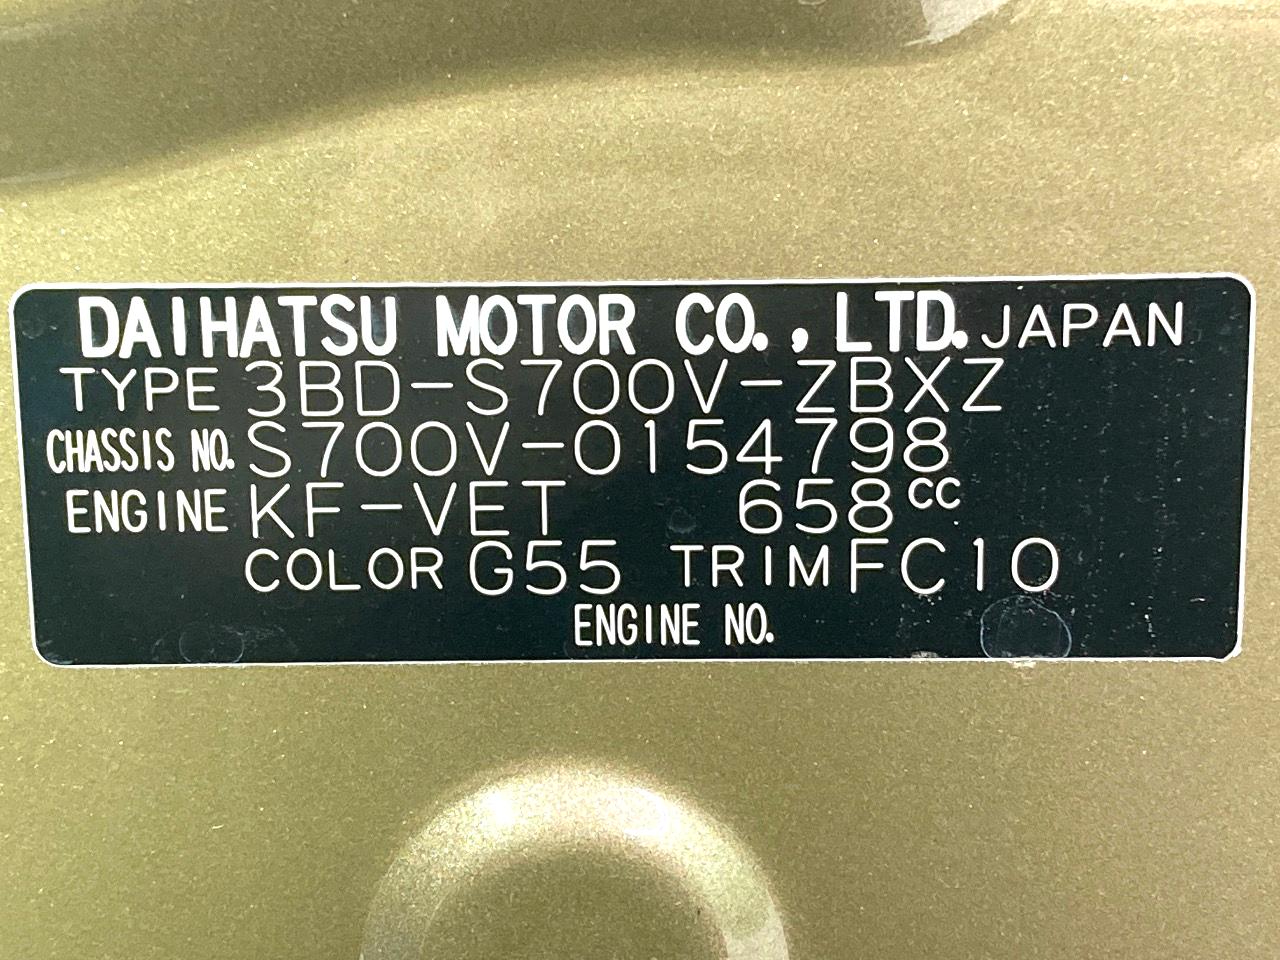 DAIHATSU MOTOR CO., LTD. JAPAN
TYPE 3BD-S700V-ZBXZ
CHASSIS NO. S700V-0154798
ENGINE KF-VET 658cc
COLOR G55 TRIM FC10
ENGINE NO.